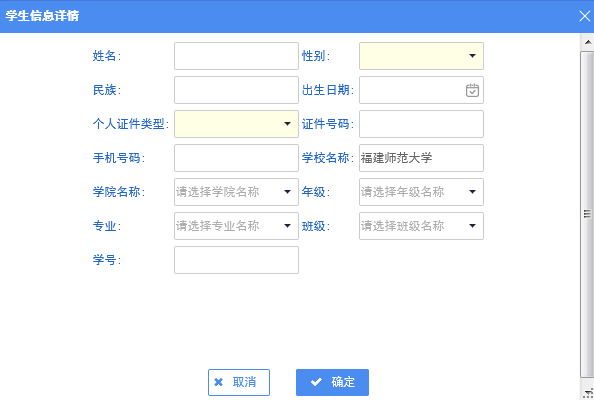 学生信息详情
姓名: 性别:
民族: 出生日期:
个人证件类型: 证件号码:
手机号码: 学校名称: 福建师范大学
学院名称: 请选择学院名称 年级: 请选择年级名称
专业: 请选择专业名称 班级: 请选择班级名称
学号:
取消 确定